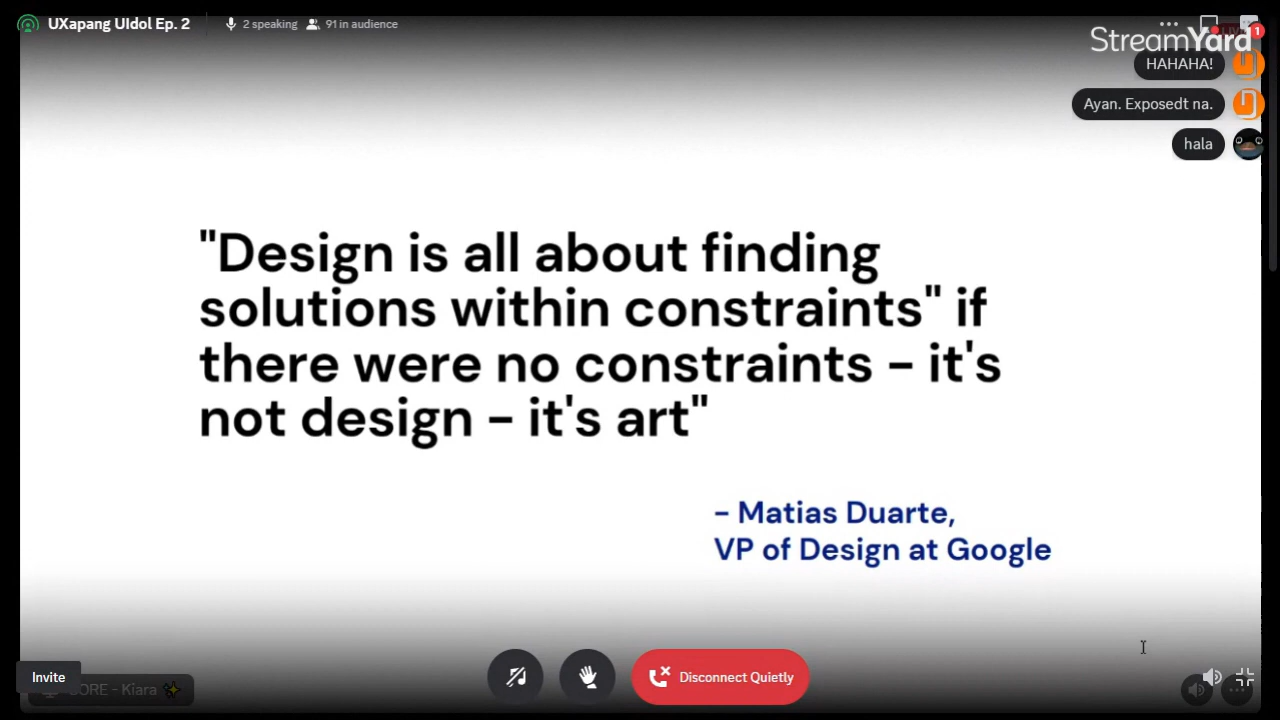 UXapang UIdol Ep. 2
2 speaking
91 in audience
StreamYard
1
HAHAHA!
Ayan. Exposedt na.
hala
"Design is all about finding
solutions within constraints" if
there were no constraints – it's
not design – it's art"
– Matias Duarte,
VP of Design at Google
Invite
- Kiara
Disconnect Quietly